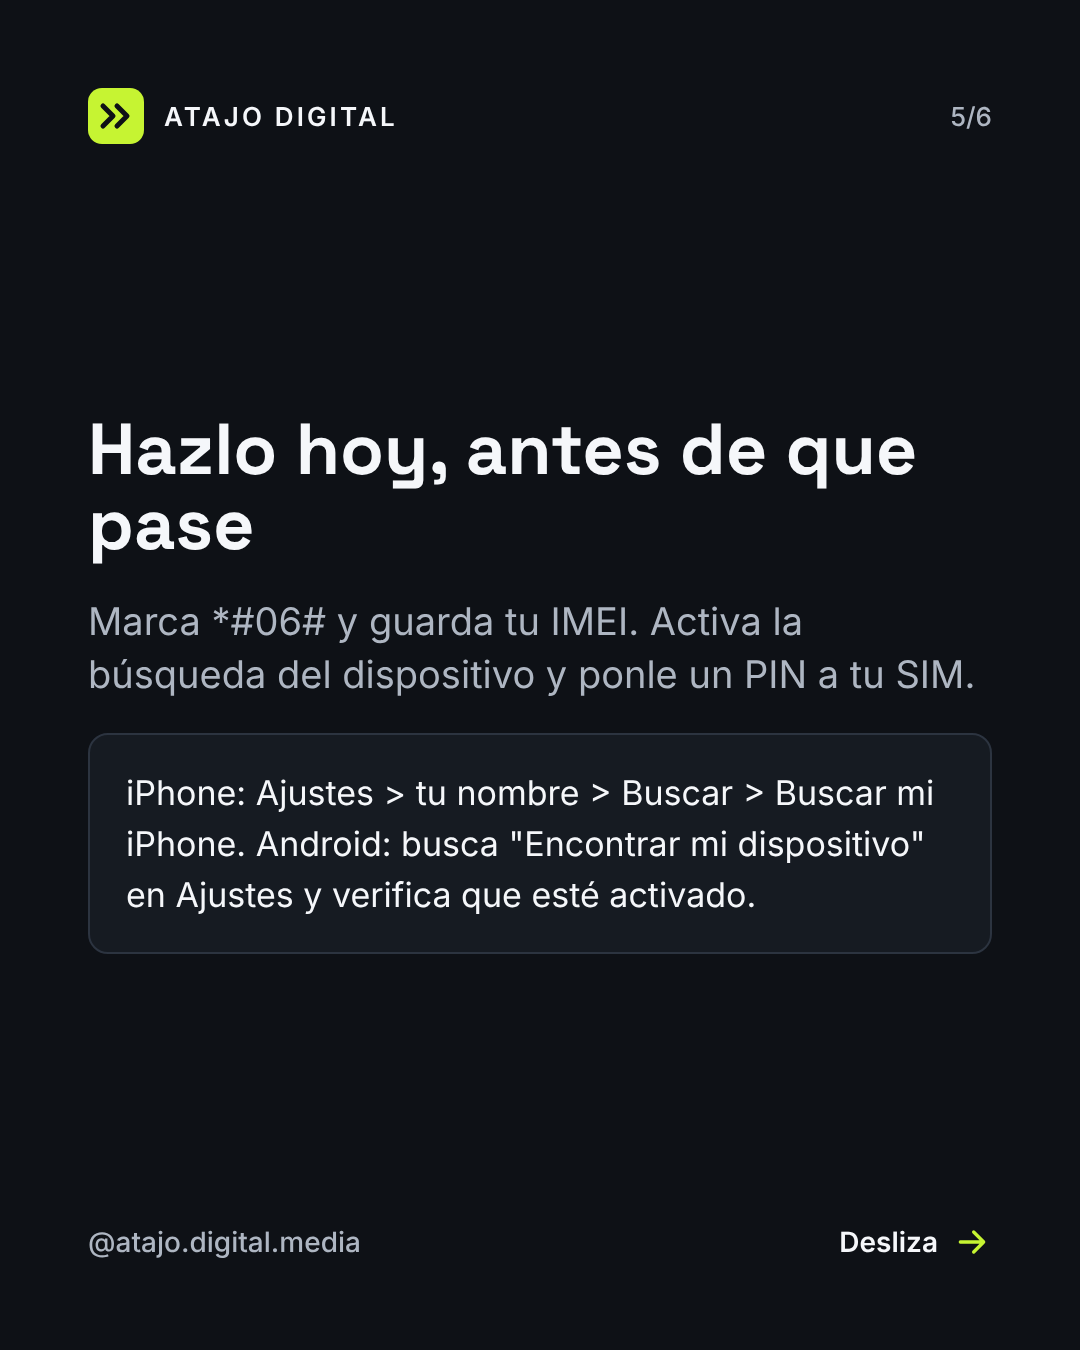 ATAJO DIGITAL
5/6
Hazlo hoy, antes de que
pase
Marca *#06# y guarda tu IMEI. Activa la
búsqueda del dispositivo y ponle un PIN a tu SIM.
iPhone: Ajustes > tu nombre > Buscar > Buscar mi
iPhone. Android: busca "Encontrar mi dispositivo"
en Ajustes y verifica que esté activado.
@atajo.digital.media
Desliza →